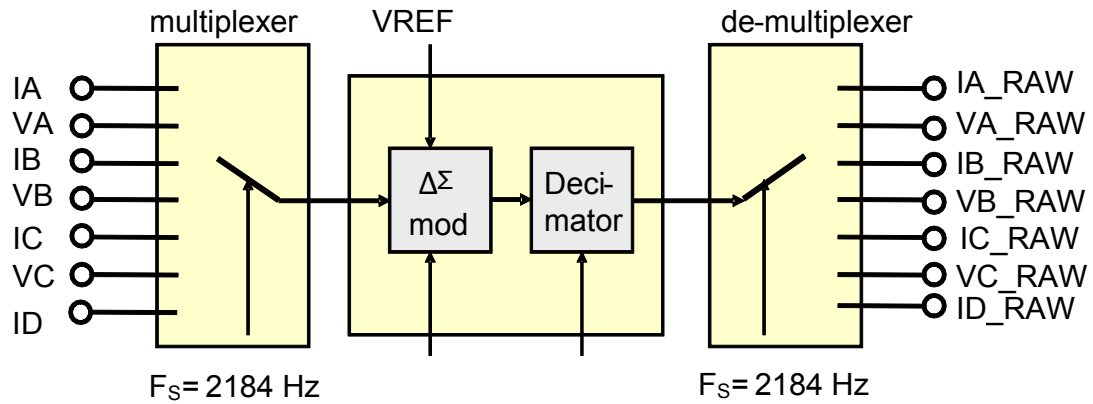 multiplexer
VREF
de-multiplexer
IA
VA
IB
VB
IC
VC
ID
ΔΣ
mod
Deci-
mator
IA_RAW
VA_RAW
IB_RAW
VB_RAW
IC_RAW
VC_RAW
ID_RAW
FS= 2184 Hz
FS= 2184 Hz